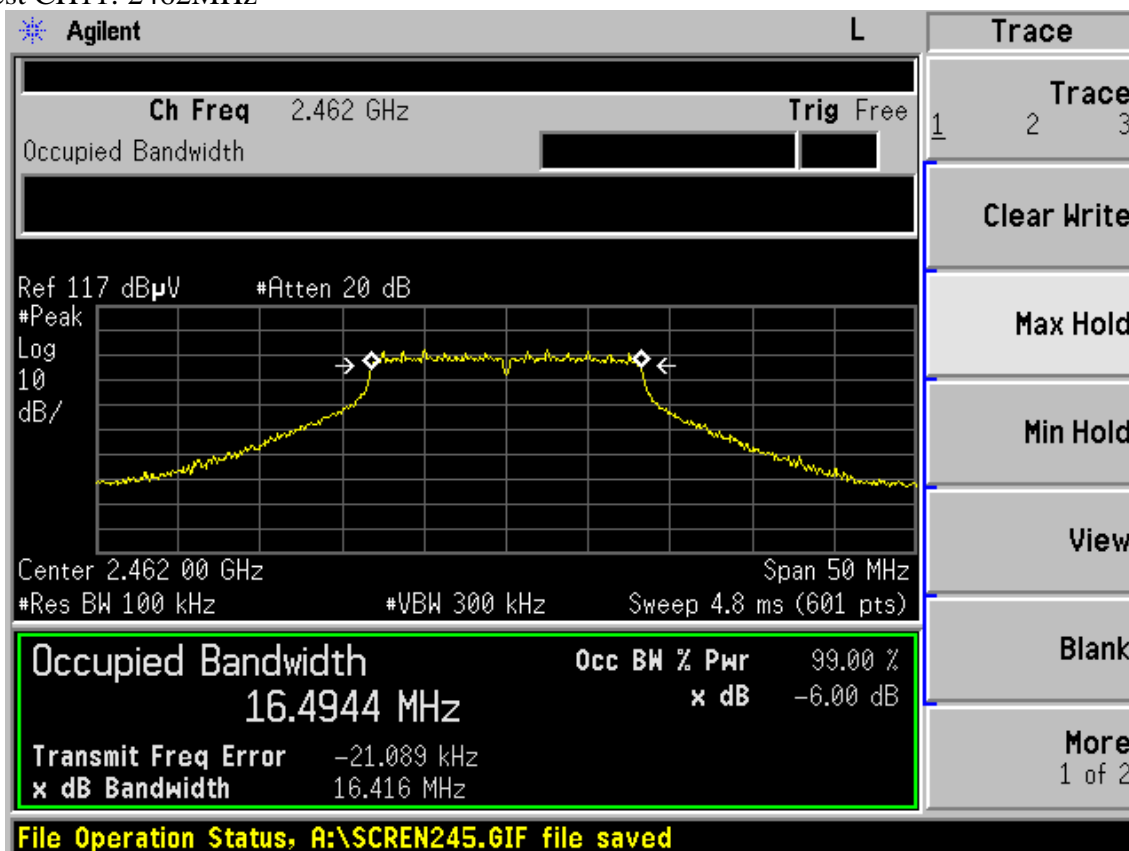 CH11: 2462MHz
Agilent L Trace
Ch Freq 2.462 GHz Trig Free
Occupied Bandwidth
Trace
1 2 3
Clear Write
Max Hold
Min Hold
View
Blank
More
1 of 2
Ref 117 dBµV #Atten 20 dB
#Peak
Log
10
dB/
Center 2.462 00 GHz Span 50 MHz
#Res BW 100 kHz #VBW 300 kHz Sweep 4.8 ms (601 pts)
Occupied Bandwidth Occ BW % Pwr 99.00 %
16.4944 MHz x dB -6.00 dB
Transmit Freq Error -21.089 kHz
x dB Bandwidth 16.416 MHz
File Operation Status, A:\SCREN245.GIF file saved